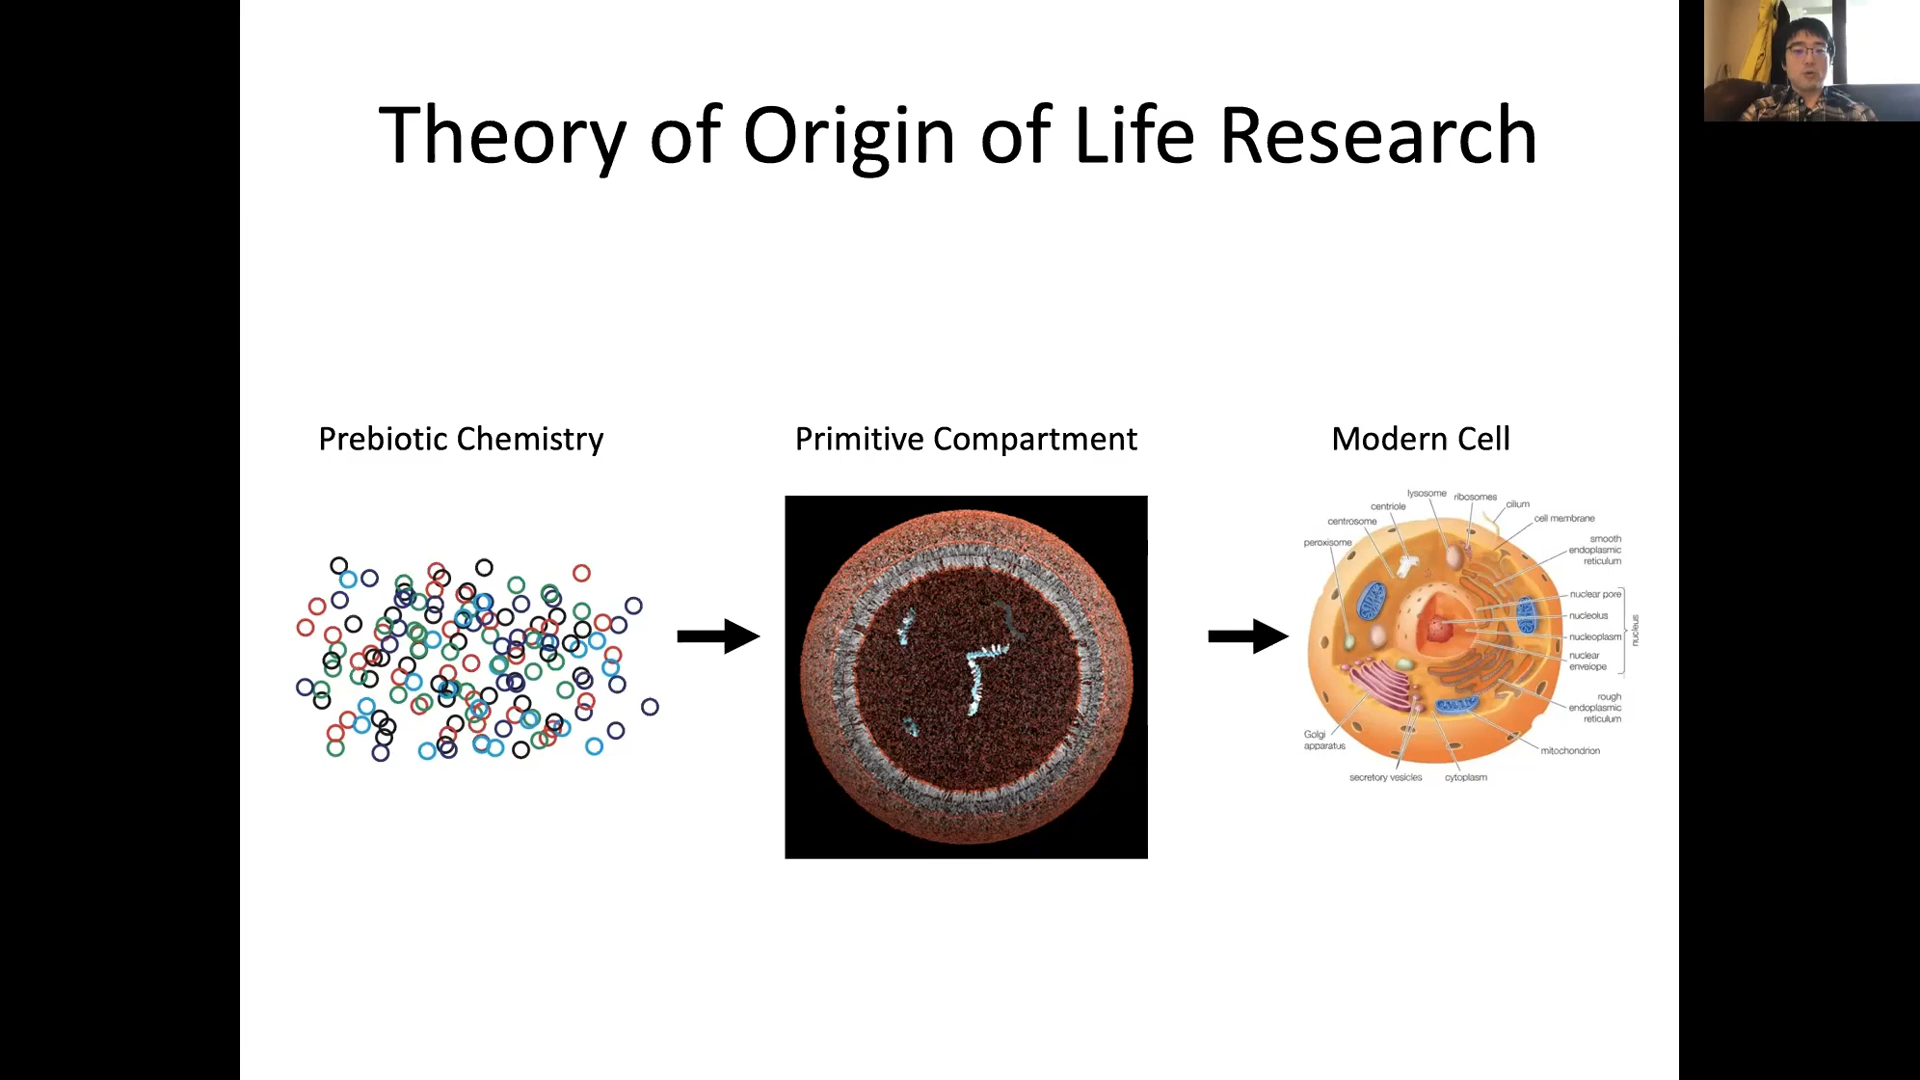 Theory of Origin of Life Research
Prebiotic Chemistry
Primitive Compartment
Modern Cell
lysosome
ribosomes
cilium
centriole
cell membrane
centrosome
peroxisome
smooth
endoplasmic
reticulum
nuclear pore
nucleolus
nucleoplasm
nuclear
envelope
nucleus
rough
endoplasmic
reticulum
Golgi
apparatus
mitochondrion
secretory vesicles
cytoplasm